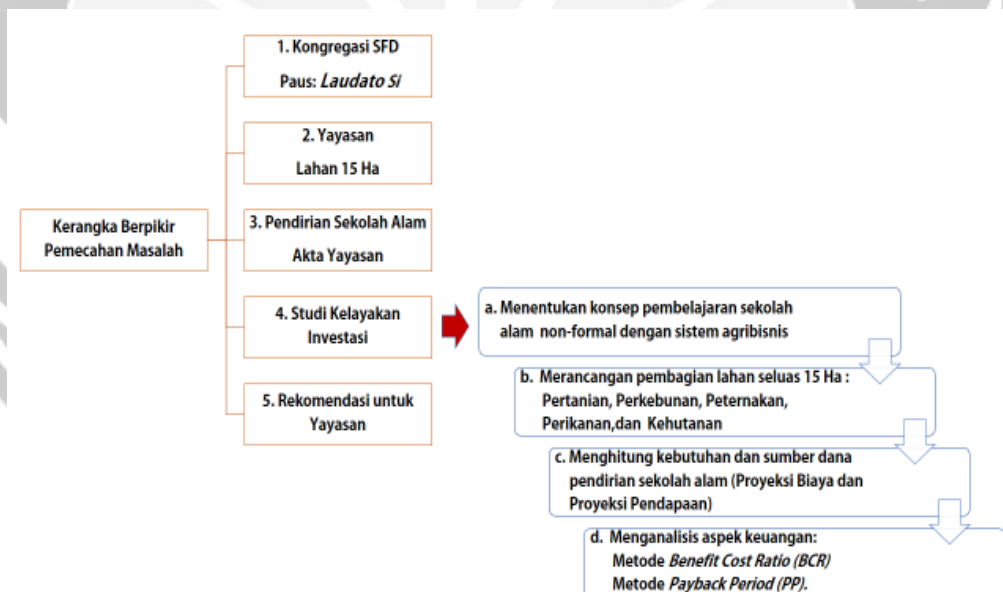 Kerangka Berpikir
Pemecahan Masalah
1. Kongregasi SFD
Paus: Laudato Si
2. Yayasan
Lahan 15 Ha
3. Pendirian Sekolah Alam
Akta Yayasan
4. Studi Kelayakan
Investasi
5. Rekomendasi untuk
Yayasan
a. Menentukan konsep pembelajaran sekolah
alam non-formal dengan sistem agribisnis
b. Merancangan pembagian lahan seluas 15 Ha :
Pertanian, Perkebunan, Peternakan,
Perikanan,dan Kehutanan
c. Menghitung kebutuhan dan sumber dana
pendirian sekolah alam (Proyeksi Biaya dan
Proyeksi Pendapaan)
d. Menganalisis aspek keuangan:
Metode Benefit Cost Ratio (BCR)
Metode Payback Period (PP).